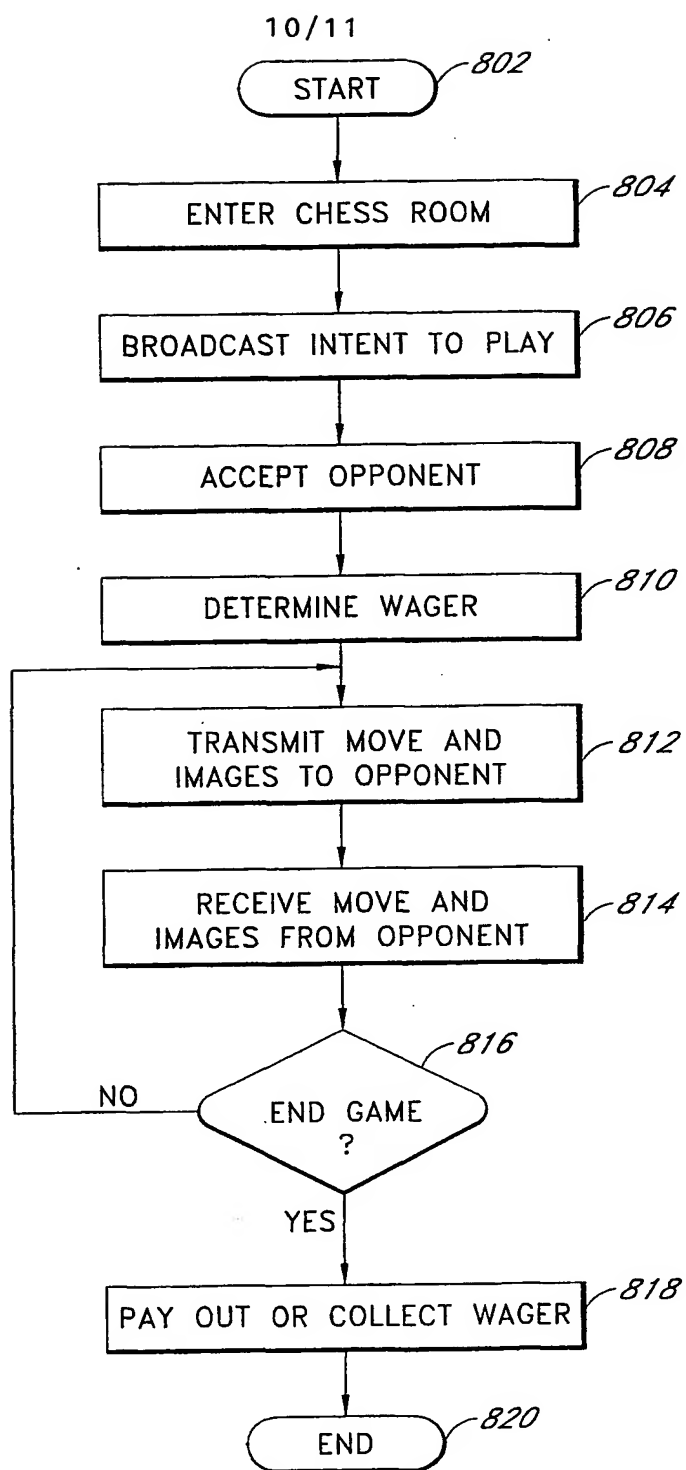 10/11
START
802
ENTER CHESS ROOM
804
BROADCAST INTENT TO PLAY
806
ACCEPT OPPONENT
808
DETERMINE WAGER
810
TRANSMIT MOVE AND
IMAGES TO OPPONENT
812
RECEIVE MOVE AND
IMAGES FROM OPPONENT
814
816
END GAME
?
NO
YES
PAY OUT OR COLLECT WAGER
818
END
820